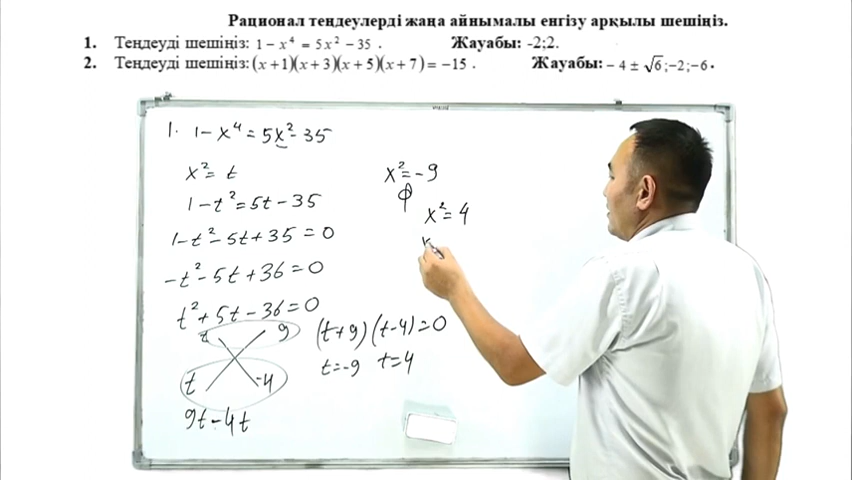 Рационал теңдеулерді жаңа айнымалы енгізу арқылы шешіңіз.
1. Теңдеуді шешіңіз: 1 − x⁴ = 5x² − 35 . Жауабы: -2;2.
2. Теңдеуді шешіңіз: (x + 1)(x + 3)(x + 5)(x + 7) = −15 . Жауабы: − 4 ± √6;−2;−6.
1. 1-x⁴=5x²-35
x²=t
1-t²=5t-35
1-t²-5t+35=0
-t²-5t+36=0
t²+5t-36=0
t 9
t -4
9t-4t
(t+9)(t-4)=0
t=-9 t=4
x²=-9
ϕ
x²=4